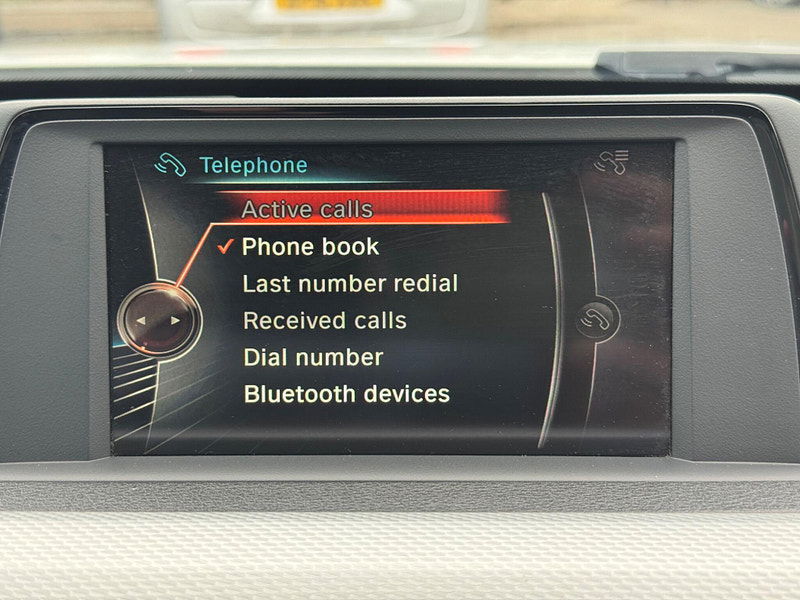 Telephone
Active calls
Phone book
Last number redial
Received calls
Dial number
Bluetooth devices